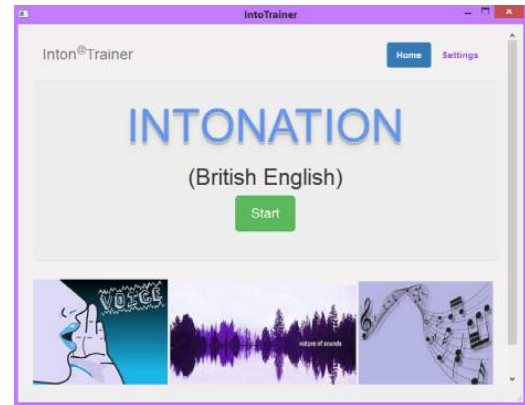 IntoTrainer
Inton@Trainer
Home
Settings
INTONATION
(British English)
Start
VOICE
nature of sounds